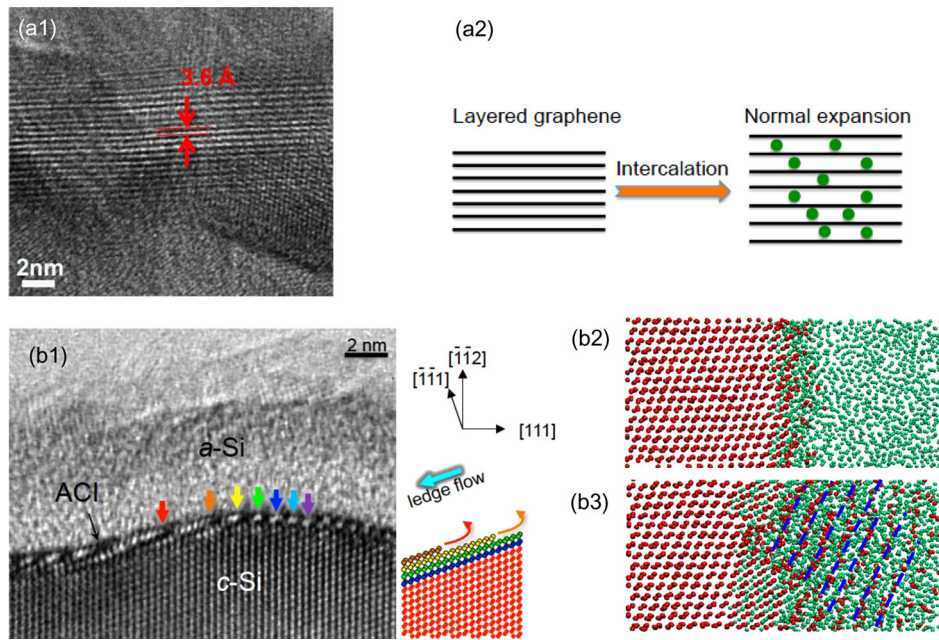 (a1)
3.6 Å
2nm
(a2)
Layered graphene
Normal expansion
Intercalation
(b1)
2 nm
a-Si
ACI
c-Si
[1̄1̄2]
[1̄1̄1]
[111]
ledge flow
(b2)
(b3)